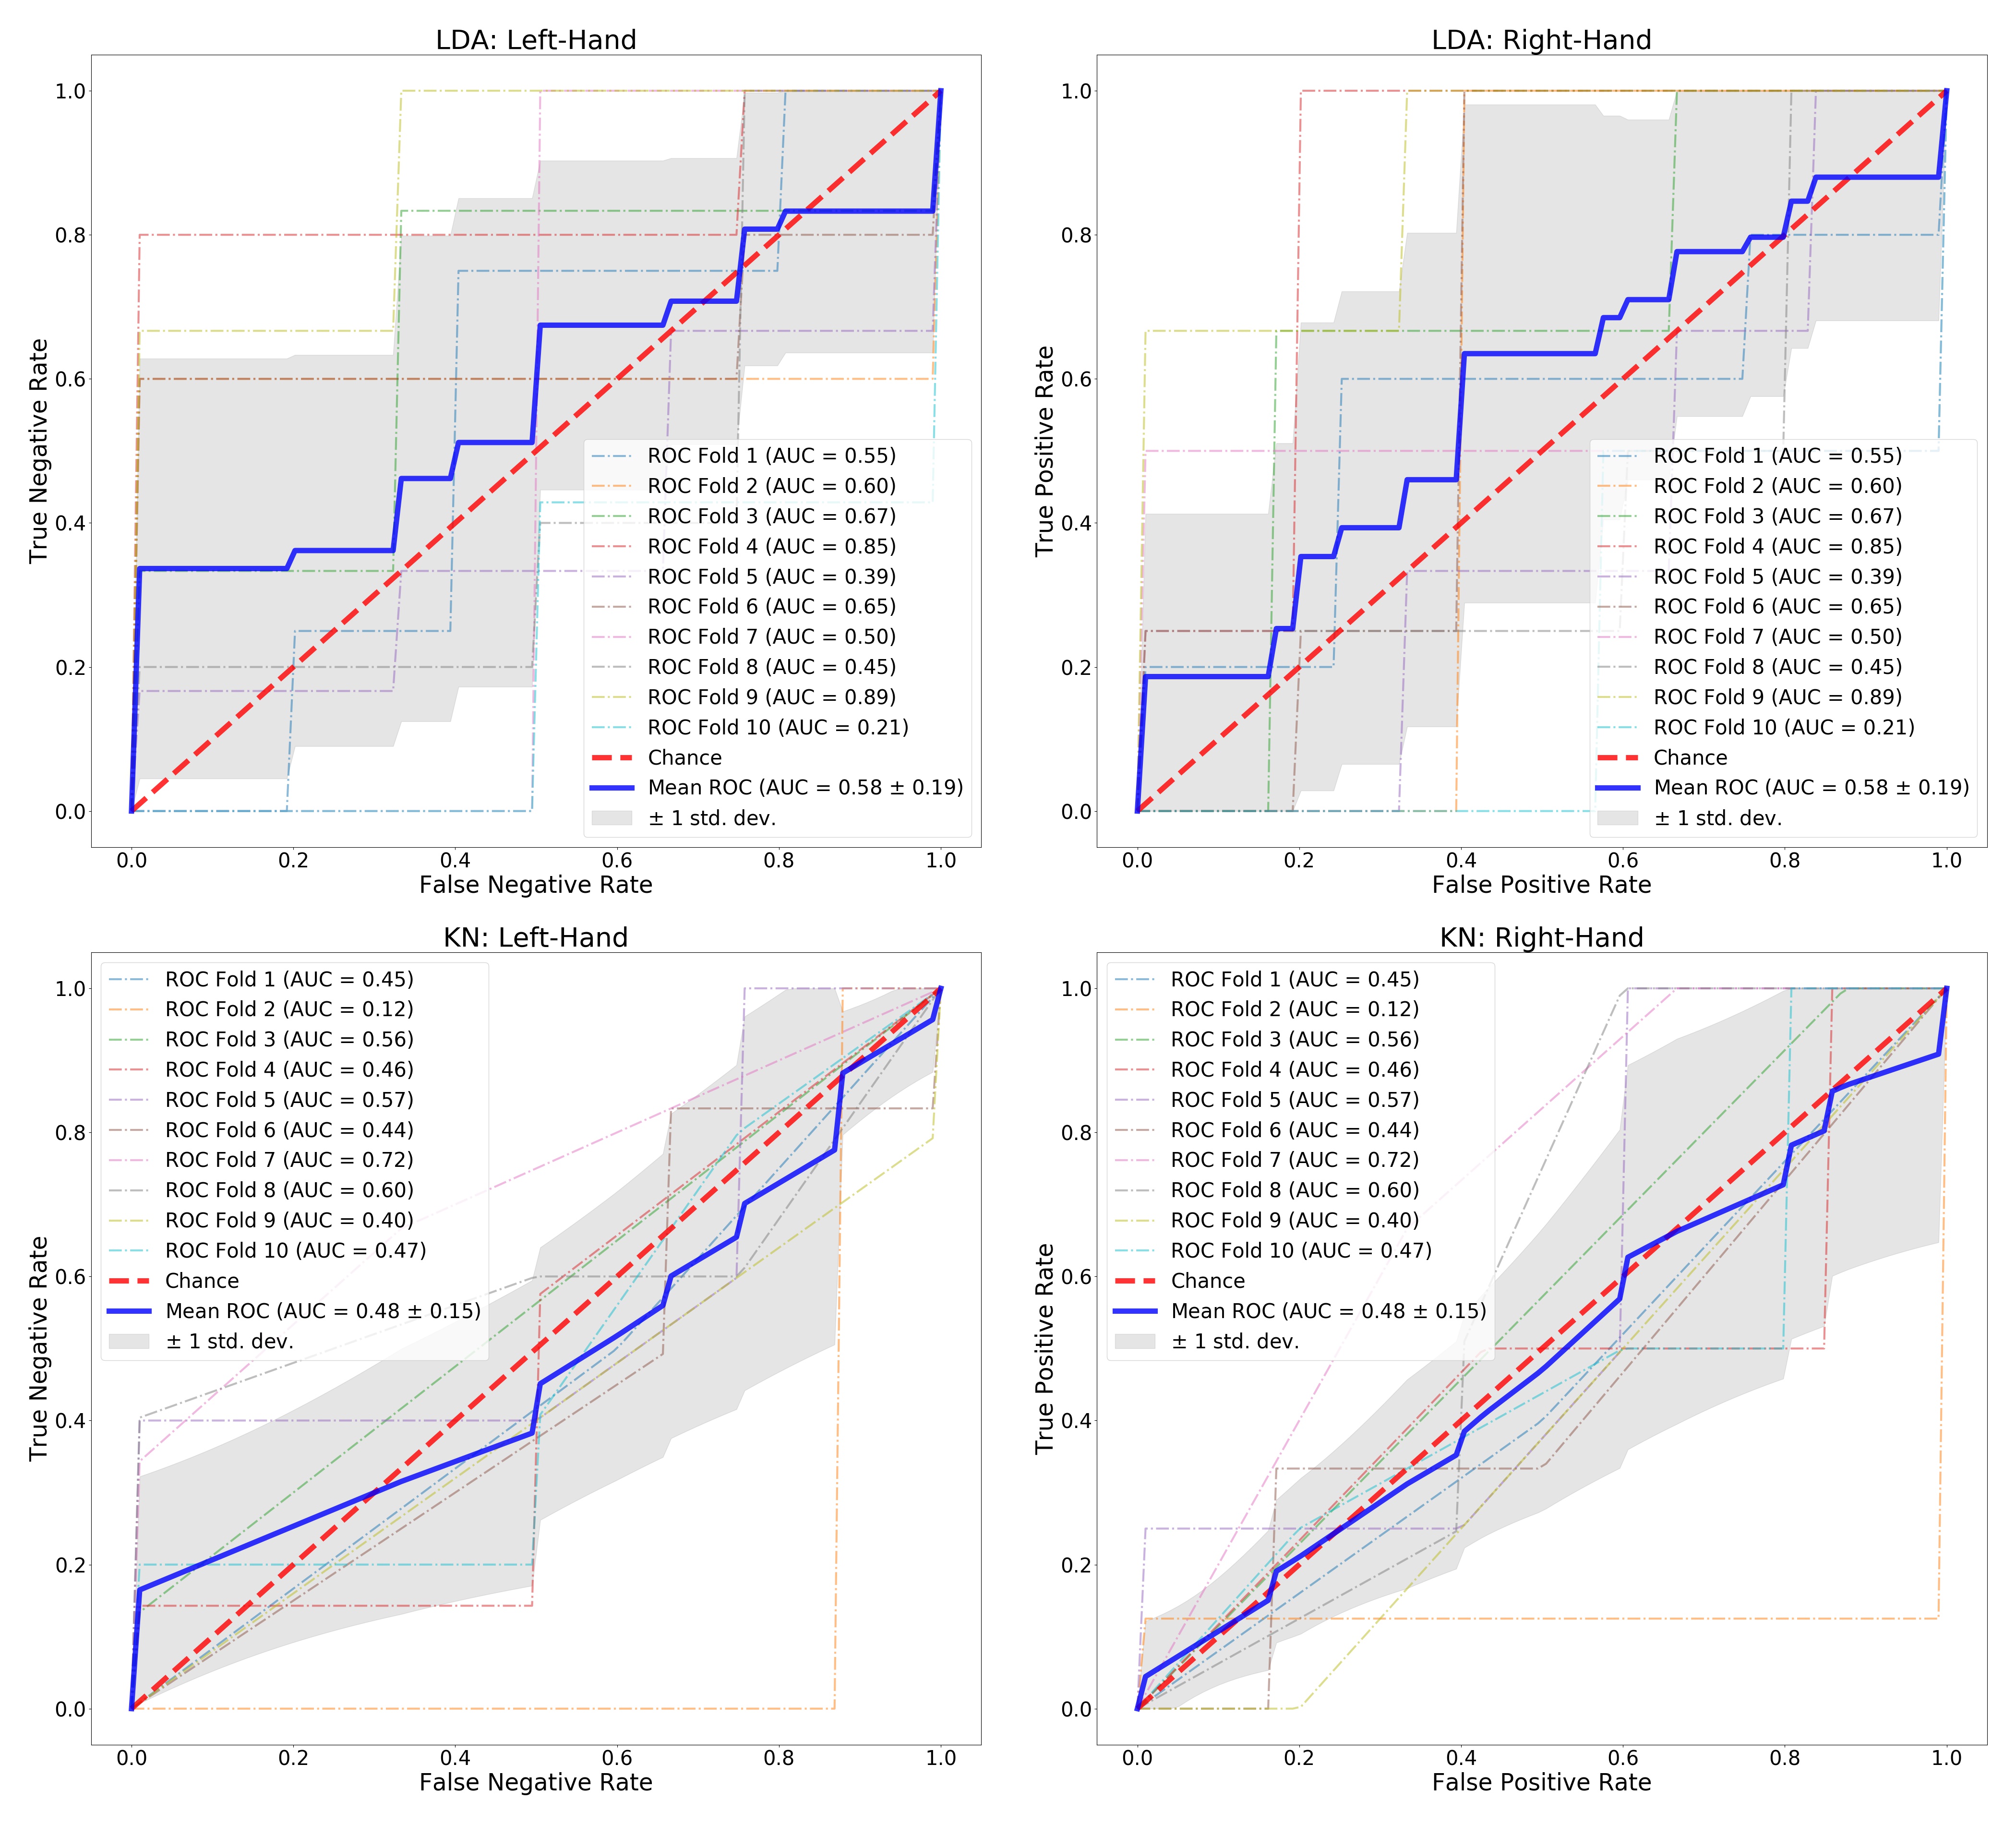 LDA: Left-Hand
True Negative Rate
1.0
0.8
0.6
0.4
0.2
0.0
ROC Fold 1 (AUC = 0.55)
ROC Fold 2 (AUC = 0.60)
ROC Fold 3 (AUC = 0.67)
ROC Fold 4 (AUC = 0.85)
ROC Fold 5 (AUC = 0.39)
ROC Fold 6 (AUC = 0.65)
ROC Fold 7 (AUC = 0.50)
ROC Fold 8 (AUC = 0.45)
ROC Fold 9 (AUC = 0.89)
ROC Fold 10 (AUC = 0.21)
Chance
Mean ROC (AUC = 0.58 ± 0.19)
± 1 std. dev.
0.0 0.2 0.4 0.6 0.8 1.0
False Negative Rate
LDA: Right-Hand
True Positive Rate
1.0
0.8
0.6
0.4
0.2
0.0
ROC Fold 1 (AUC = 0.55)
ROC Fold 2 (AUC = 0.60)
ROC Fold 3 (AUC = 0.67)
ROC Fold 4 (AUC = 0.85)
ROC Fold 5 (AUC = 0.39)
ROC Fold 6 (AUC = 0.65)
ROC Fold 7 (AUC = 0.50)
ROC Fold 8 (AUC = 0.45)
ROC Fold 9 (AUC = 0.89)
ROC Fold 10 (AUC = 0.21)
Chance
Mean ROC (AUC = 0.58 ± 0.19)
± 1 std. dev.
0.0 0.2 0.4 0.6 0.8 1.0
False Positive Rate
KN: Left-Hand
True Negative Rate
1.0
0.8
0.6
0.4
0.2
0.0
ROC Fold 1 (AUC = 0.45)
ROC Fold 2 (AUC = 0.12)
ROC Fold 3 (AUC = 0.56)
ROC Fold 4 (AUC = 0.46)
ROC Fold 5 (AUC = 0.57)
ROC Fold 6 (AUC = 0.44)
ROC Fold 7 (AUC = 0.72)
ROC Fold 8 (AUC = 0.60)
ROC Fold 9 (AUC = 0.40)
ROC Fold 10 (AUC = 0.47)
Chance
Mean ROC (AUC = 0.48 ± 0.15)
± 1 std. dev.
0.0 0.2 0.4 0.6 0.8 1.0
False Negative Rate
KN: Right-Hand
True Positive Rate
1.0
0.8
0.6
0.4
0.2
0.0
ROC Fold 1 (AUC = 0.45)
ROC Fold 2 (AUC = 0.12)
ROC Fold 3 (AUC = 0.56)
ROC Fold 4 (AUC = 0.46)
ROC Fold 5 (AUC = 0.57)
ROC Fold 6 (AUC = 0.44)
ROC Fold 7 (AUC = 0.72)
ROC Fold 8 (AUC = 0.60)
ROC Fold 9 (AUC = 0.40)
ROC Fold 10 (AUC = 0.47)
Chance
Mean ROC (AUC = 0.48 ± 0.15)
± 1 std. dev.
0.0 0.2 0.4 0.6 0.8 1.0
False Positive Rate